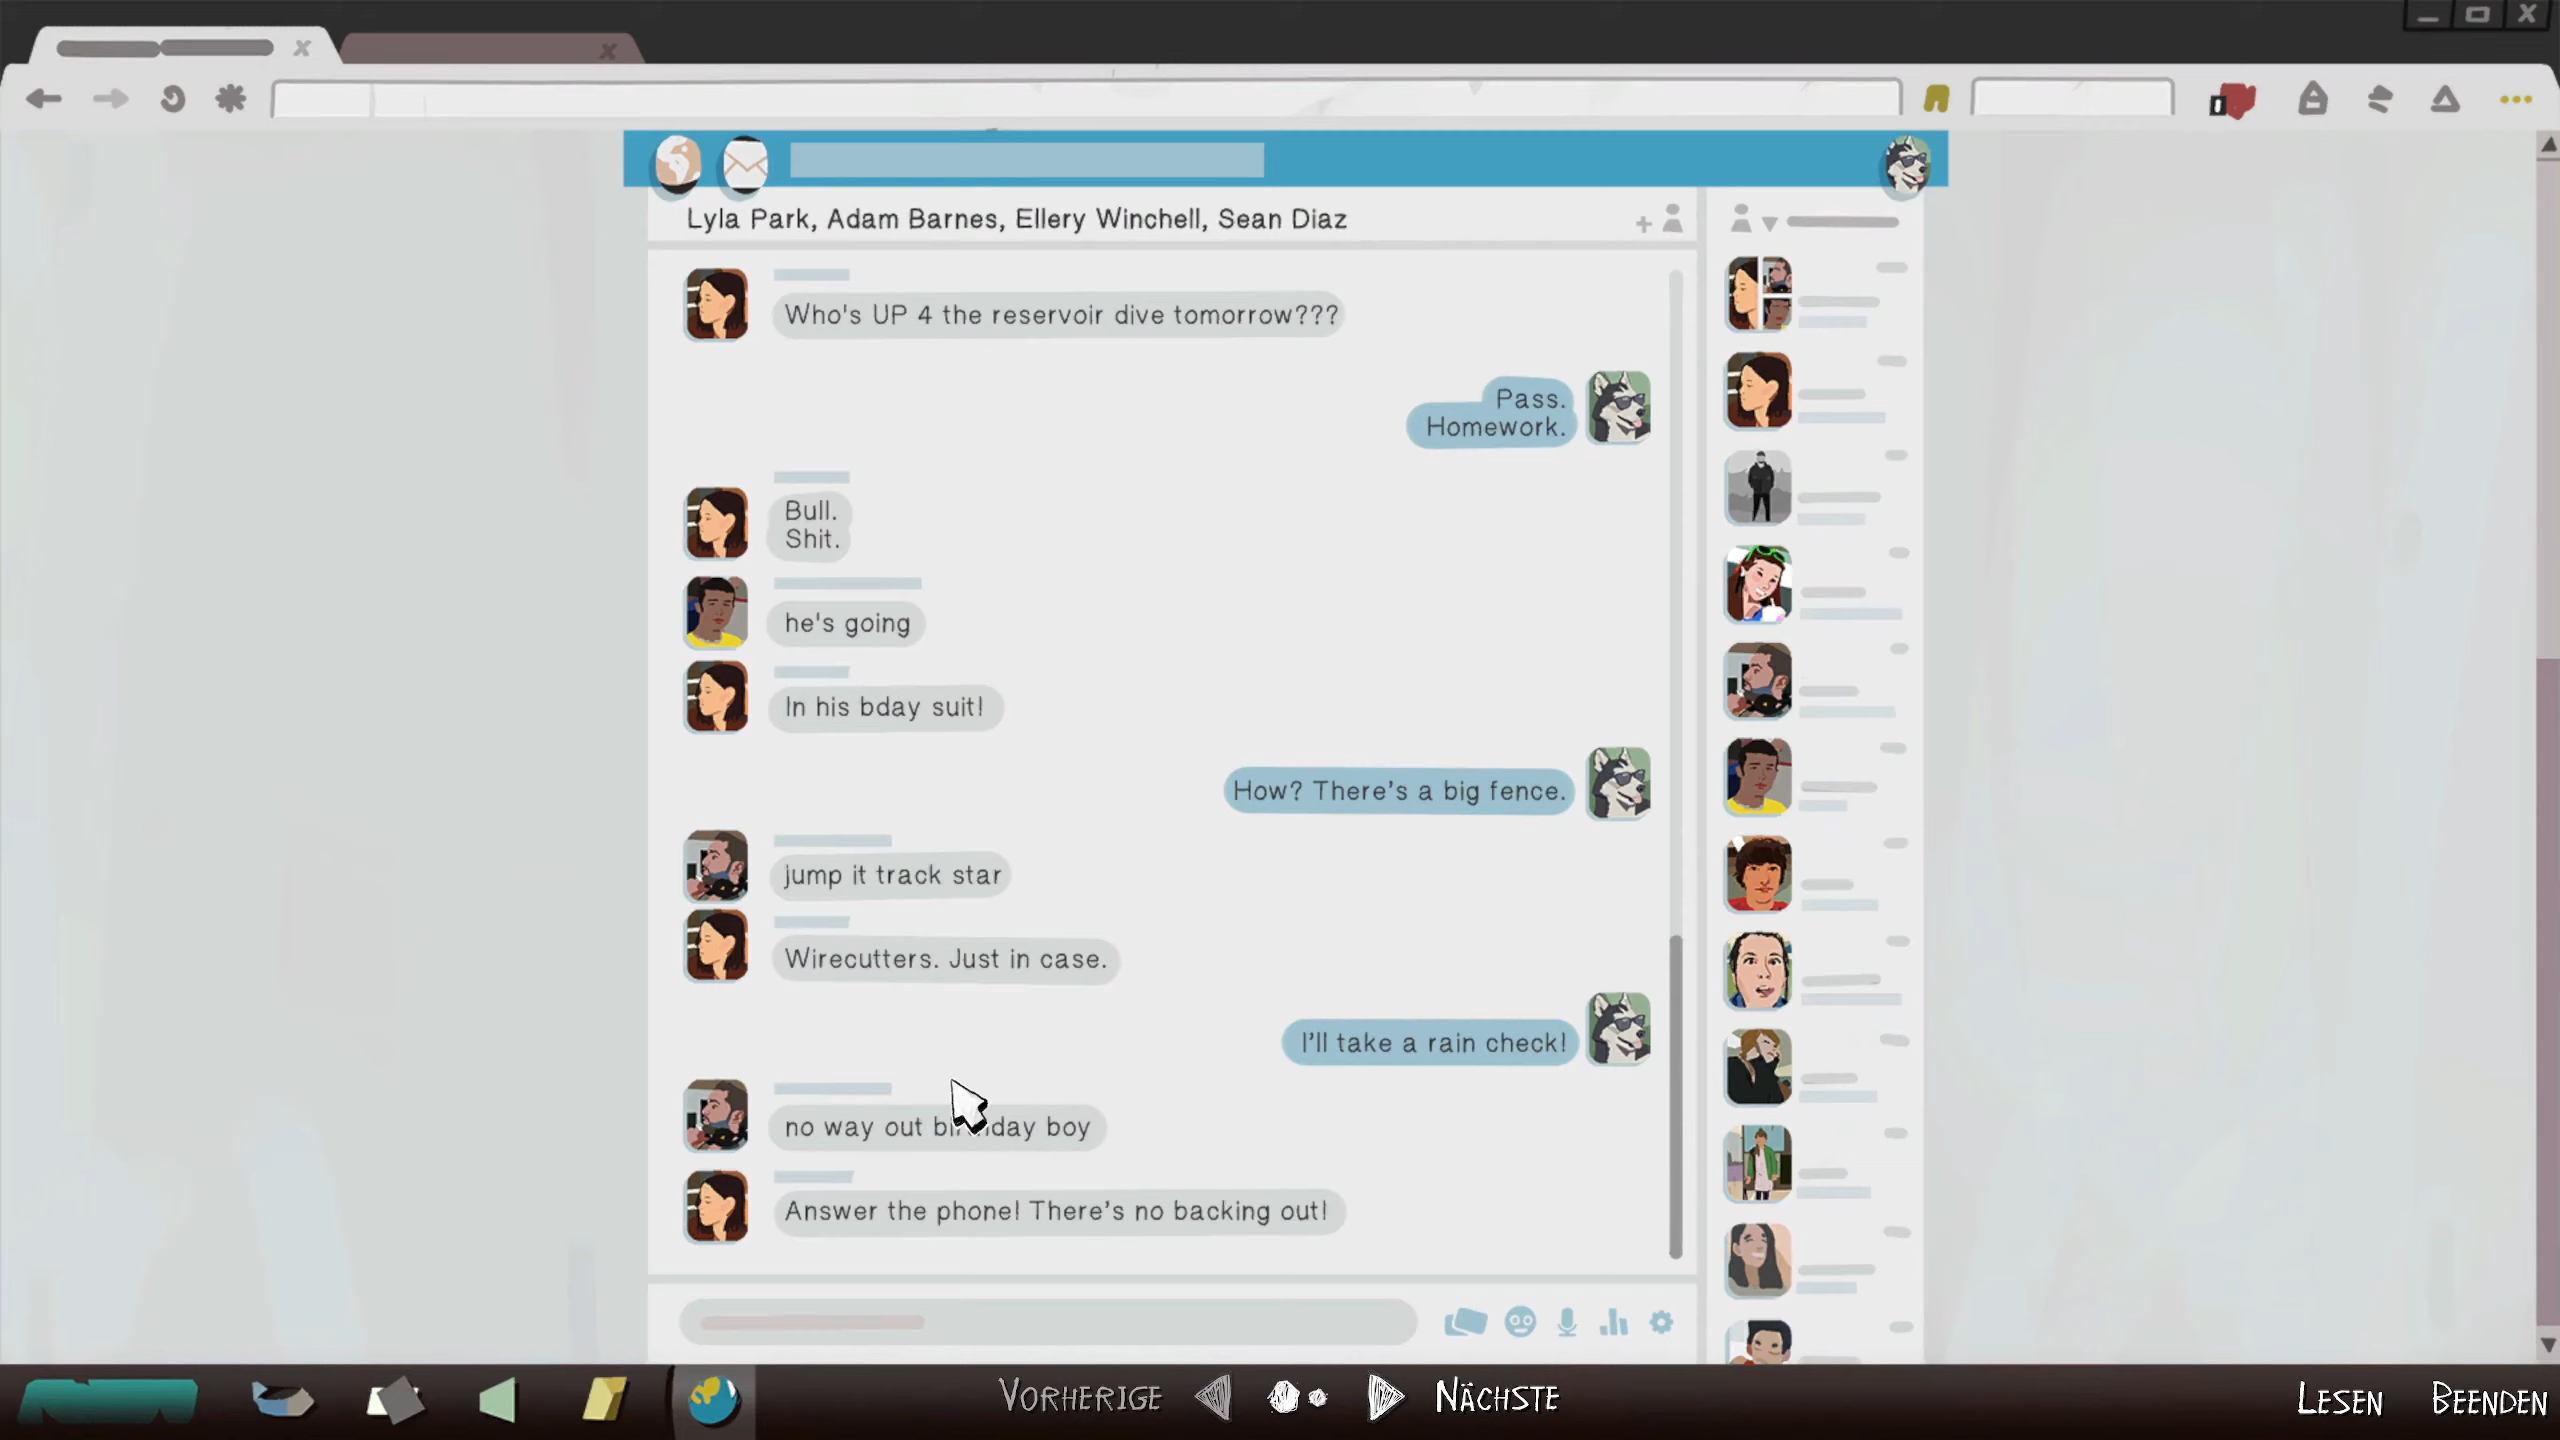 Lyla Park, Adam Barnes, Ellery Winchell, Sean Diaz
Who's UP 4 the reservoir dive tomorrow???
Pass.
Homework.
Bull.
Shit.
he's going
In his bday suit!
How? There's a big fence.
jump it track star
Wirecutters. Just in case.
I'll take a rain check!
no way out birthday boy
Answer the phone! There's no backing out!
VORHERIGE
NÄCHSTE
LESEN
BEENDEN